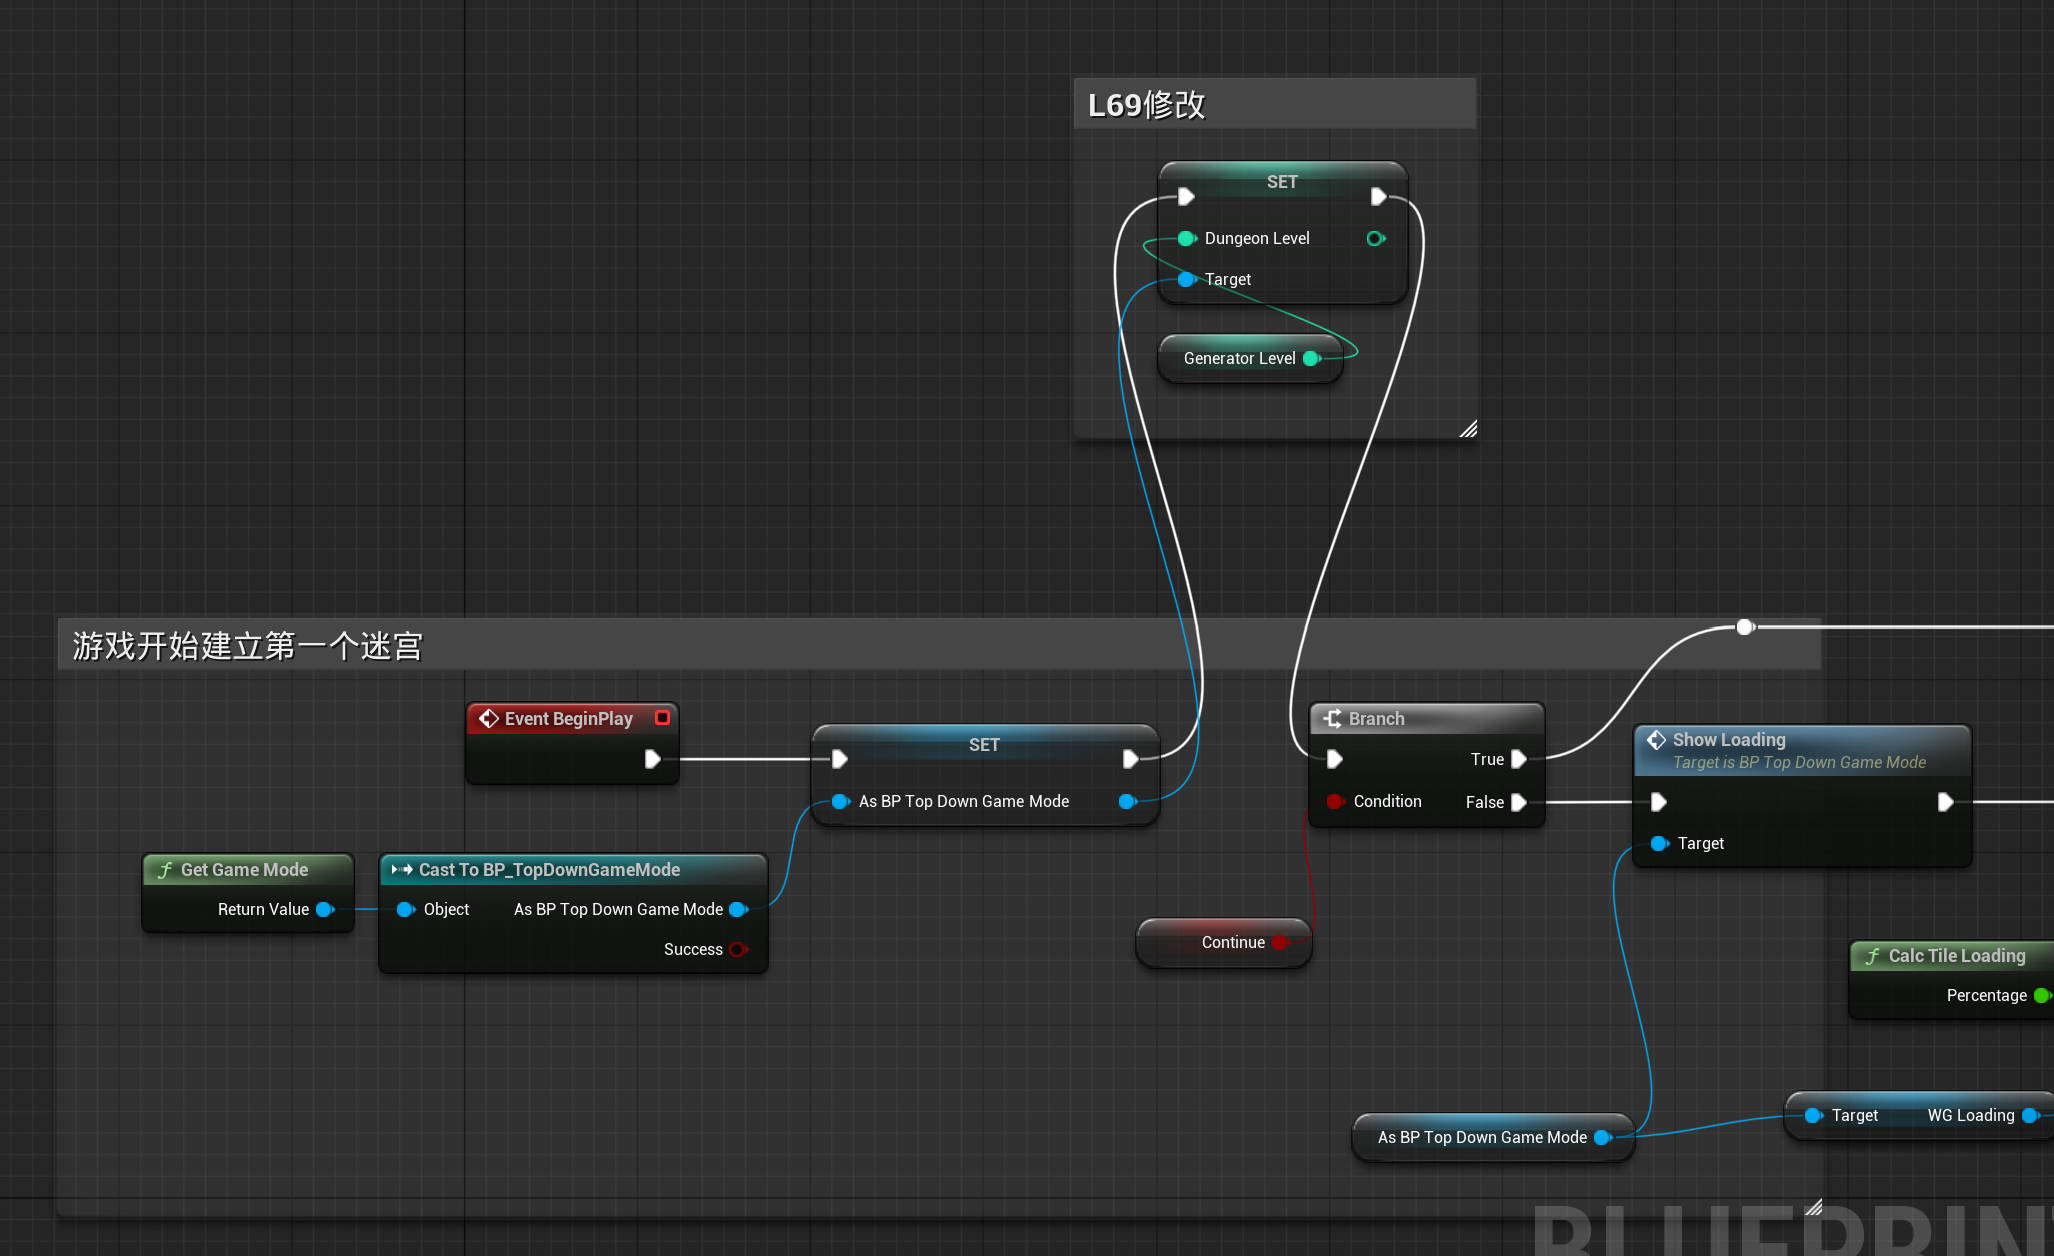 L69修改
SET
Dungeon Level
Target
Generator Level
游戏开始建立第一个迷宫
Event BeginPlay
SET
As BP Top Down Game Mode
Branch
True
Condition
False
Show Loading
Target is BP Top Down Game Mode
Target
Get Game Mode
Return Value
Cast To BP_TopDownGameMode
Object
As BP Top Down Game Mode
Success
Continue
Calc Tile Loading
Percentage
As BP Top Down Game Mode
Target
WG Loading
BLUEPRINT